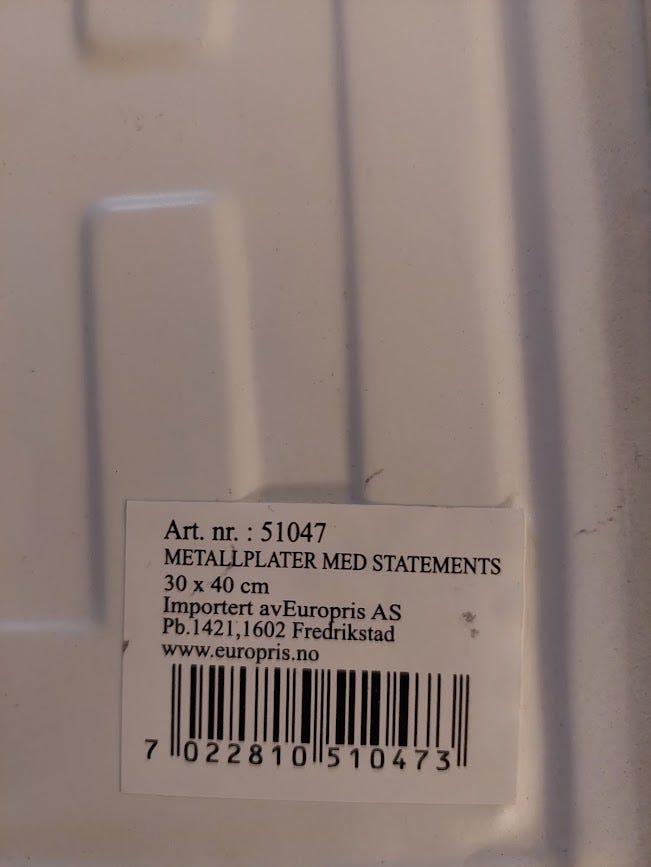 Art. nr. : 51047
METALLPLATER MED STATEMENTS
30 x 40 cm
Importert avEuropris AS
Pb.1421,1602 Fredrikstad
www.europris.no
7 022810 510473